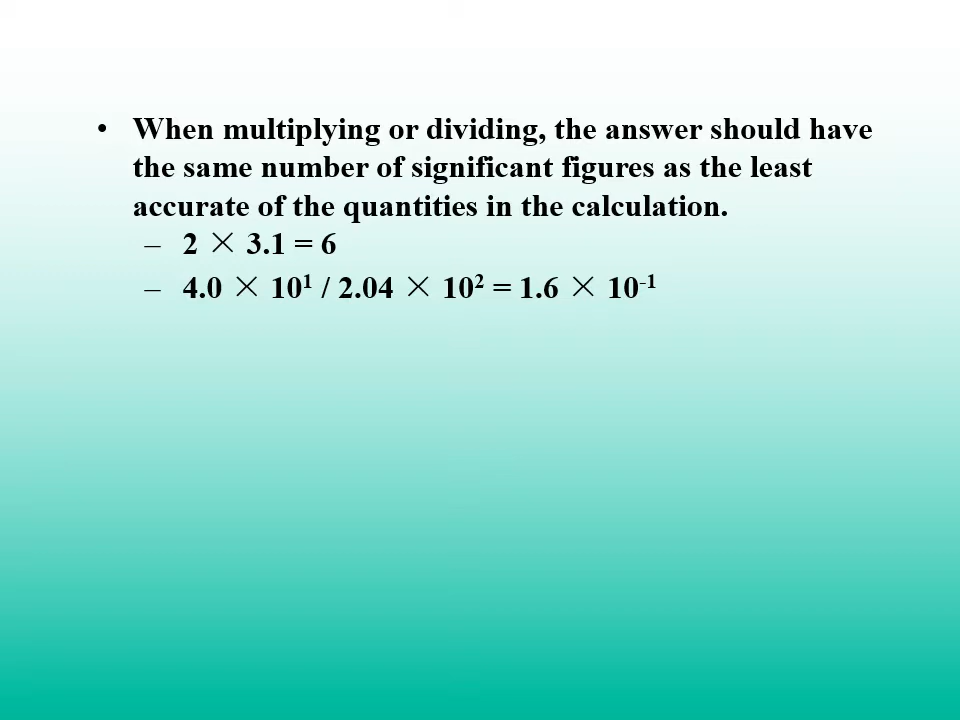 • When multiplying or dividing, the answer should have
the same number of significant figures as the least
accurate of the quantities in the calculation.
– 2 × 3.1 = 6
– 4.0 × 10¹ / 2.04 × 10² = 1.6 × 10⁻¹